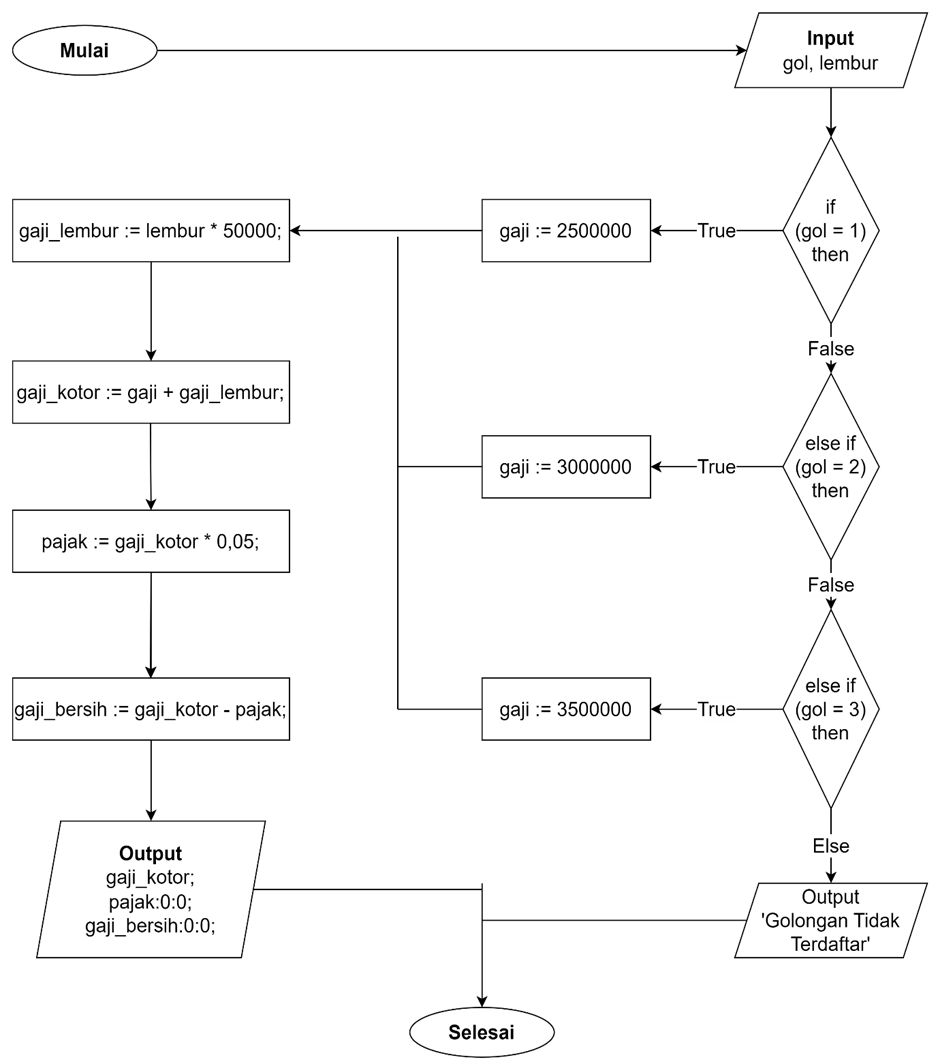 Mulai
Input
gol, lembur
if
(gol = 1)
then
True
gaji := 2500000
gaji_lembur := lembur * 50000;
False
gaji_kotor := gaji + gaji_lembur;
else if
(gol = 2)
then
True
gaji := 3000000
pajak := gaji_kotor * 0,05;
False
else if
(gol = 3)
then
True
gaji := 3500000
gaji_bersih := gaji_kotor - pajak;
Else
Output
gaji_kotor;
pajak:0:0;
gaji_bersih:0:0;
Output
'Golongan Tidak
Terdaftar'
Selesai